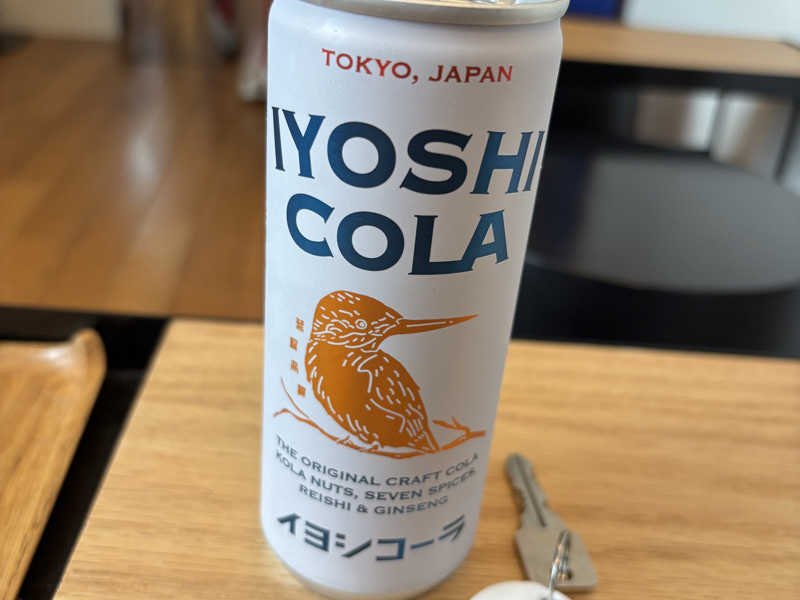 TOKYO, JAPAN
IYOSHI
COLA
THE ORIGINAL CRAFT COLA
KOLA NUTS, SEVEN SPICES,
REISHI & GINSENG
イヨシコーラ